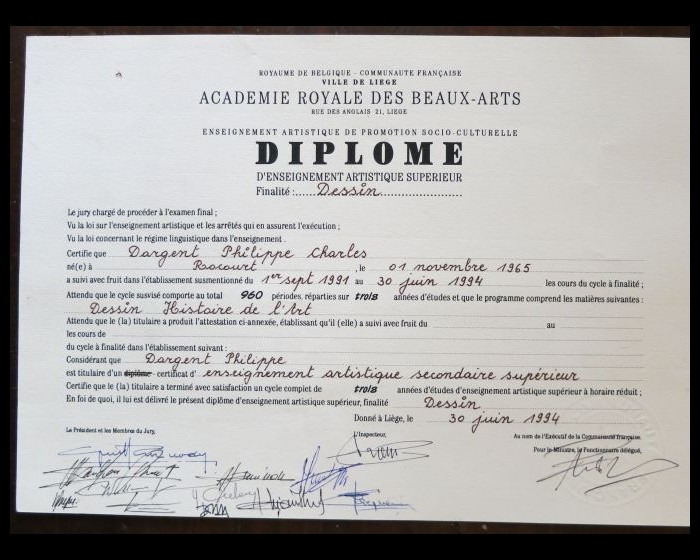 ROYAUME DE BELGIQUE - COMMUNAUTE FRANÇAISE
VILLE DE LIEGE
ACADEMIE ROYALE DES BEAUX-ARTS
RUE DES ANGLAIS 21, LIEGE
ENSEIGNEMENT ARTISTIQUE DE PROMOTION SOCIO-CULTURELLE
DIPLOME
D'ENSEIGNEMENT ARTISTIQUE SUPERIEUR
Finalité : Dessin
Le jury chargé de procéder à l'examen final ;
Vu la loi sur l'enseignement artistique et les arrêtés qui en assurent l'exécution ;
Vu la loi concernant le régime linguistique dans l'enseignement.
Certifie que Dargent Philippe Charles
né(e) à Rocourt , le 01 novembre 1965
a suivi avec fruit dans l'établissement susmentionné du 1er sept 1991 au 30 juin 1994 les cours du cycle à finalité ;
Attendu que le cycle susvisé comporte au total 960 périodes, réparties sur trois années d'études et que le programme comprend les matières suivantes :
Dessin Histoire de l'Art
Attendu que le (la) titulaire a produit l'attestation ci-annexée, établissant qu'il (elle) a suivi avec fruit du au
les cours de
du cycle à finalité dans l'établissement suivant :
Considérant que Dargent Philippe
est titulaire d'un diplôme - certificat d' enseignement artistique secondaire supérieur
Certifie que le (la) titulaire a terminé avec satisfaction un cycle complet de trois années d'études d'enseignement artistique supérieur à horaire réduit ;
En foi de quoi, il lui est délivré le présent diplôme d'enseignement artistique supérieur, finalité Dessin
Donné à Liège, le 30 juin 1994
Le Président et les Membres du Jury,
L'Inspecteur,
Au nom de l'Exécutif de la Communauté française.
Pour le Ministre, le Fonctionnaire délégué,